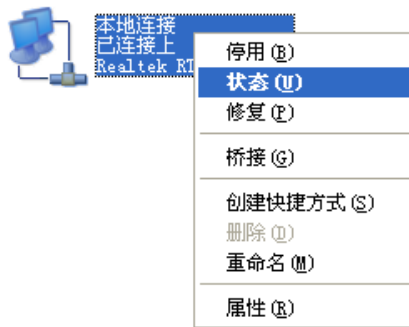 本地连接
已连接上
Realtek RT
停用(B)
状态(U)
修复(P)
桥接(G)
创建快捷方式(S)
删除(D)
重命名(M)
属性(R)